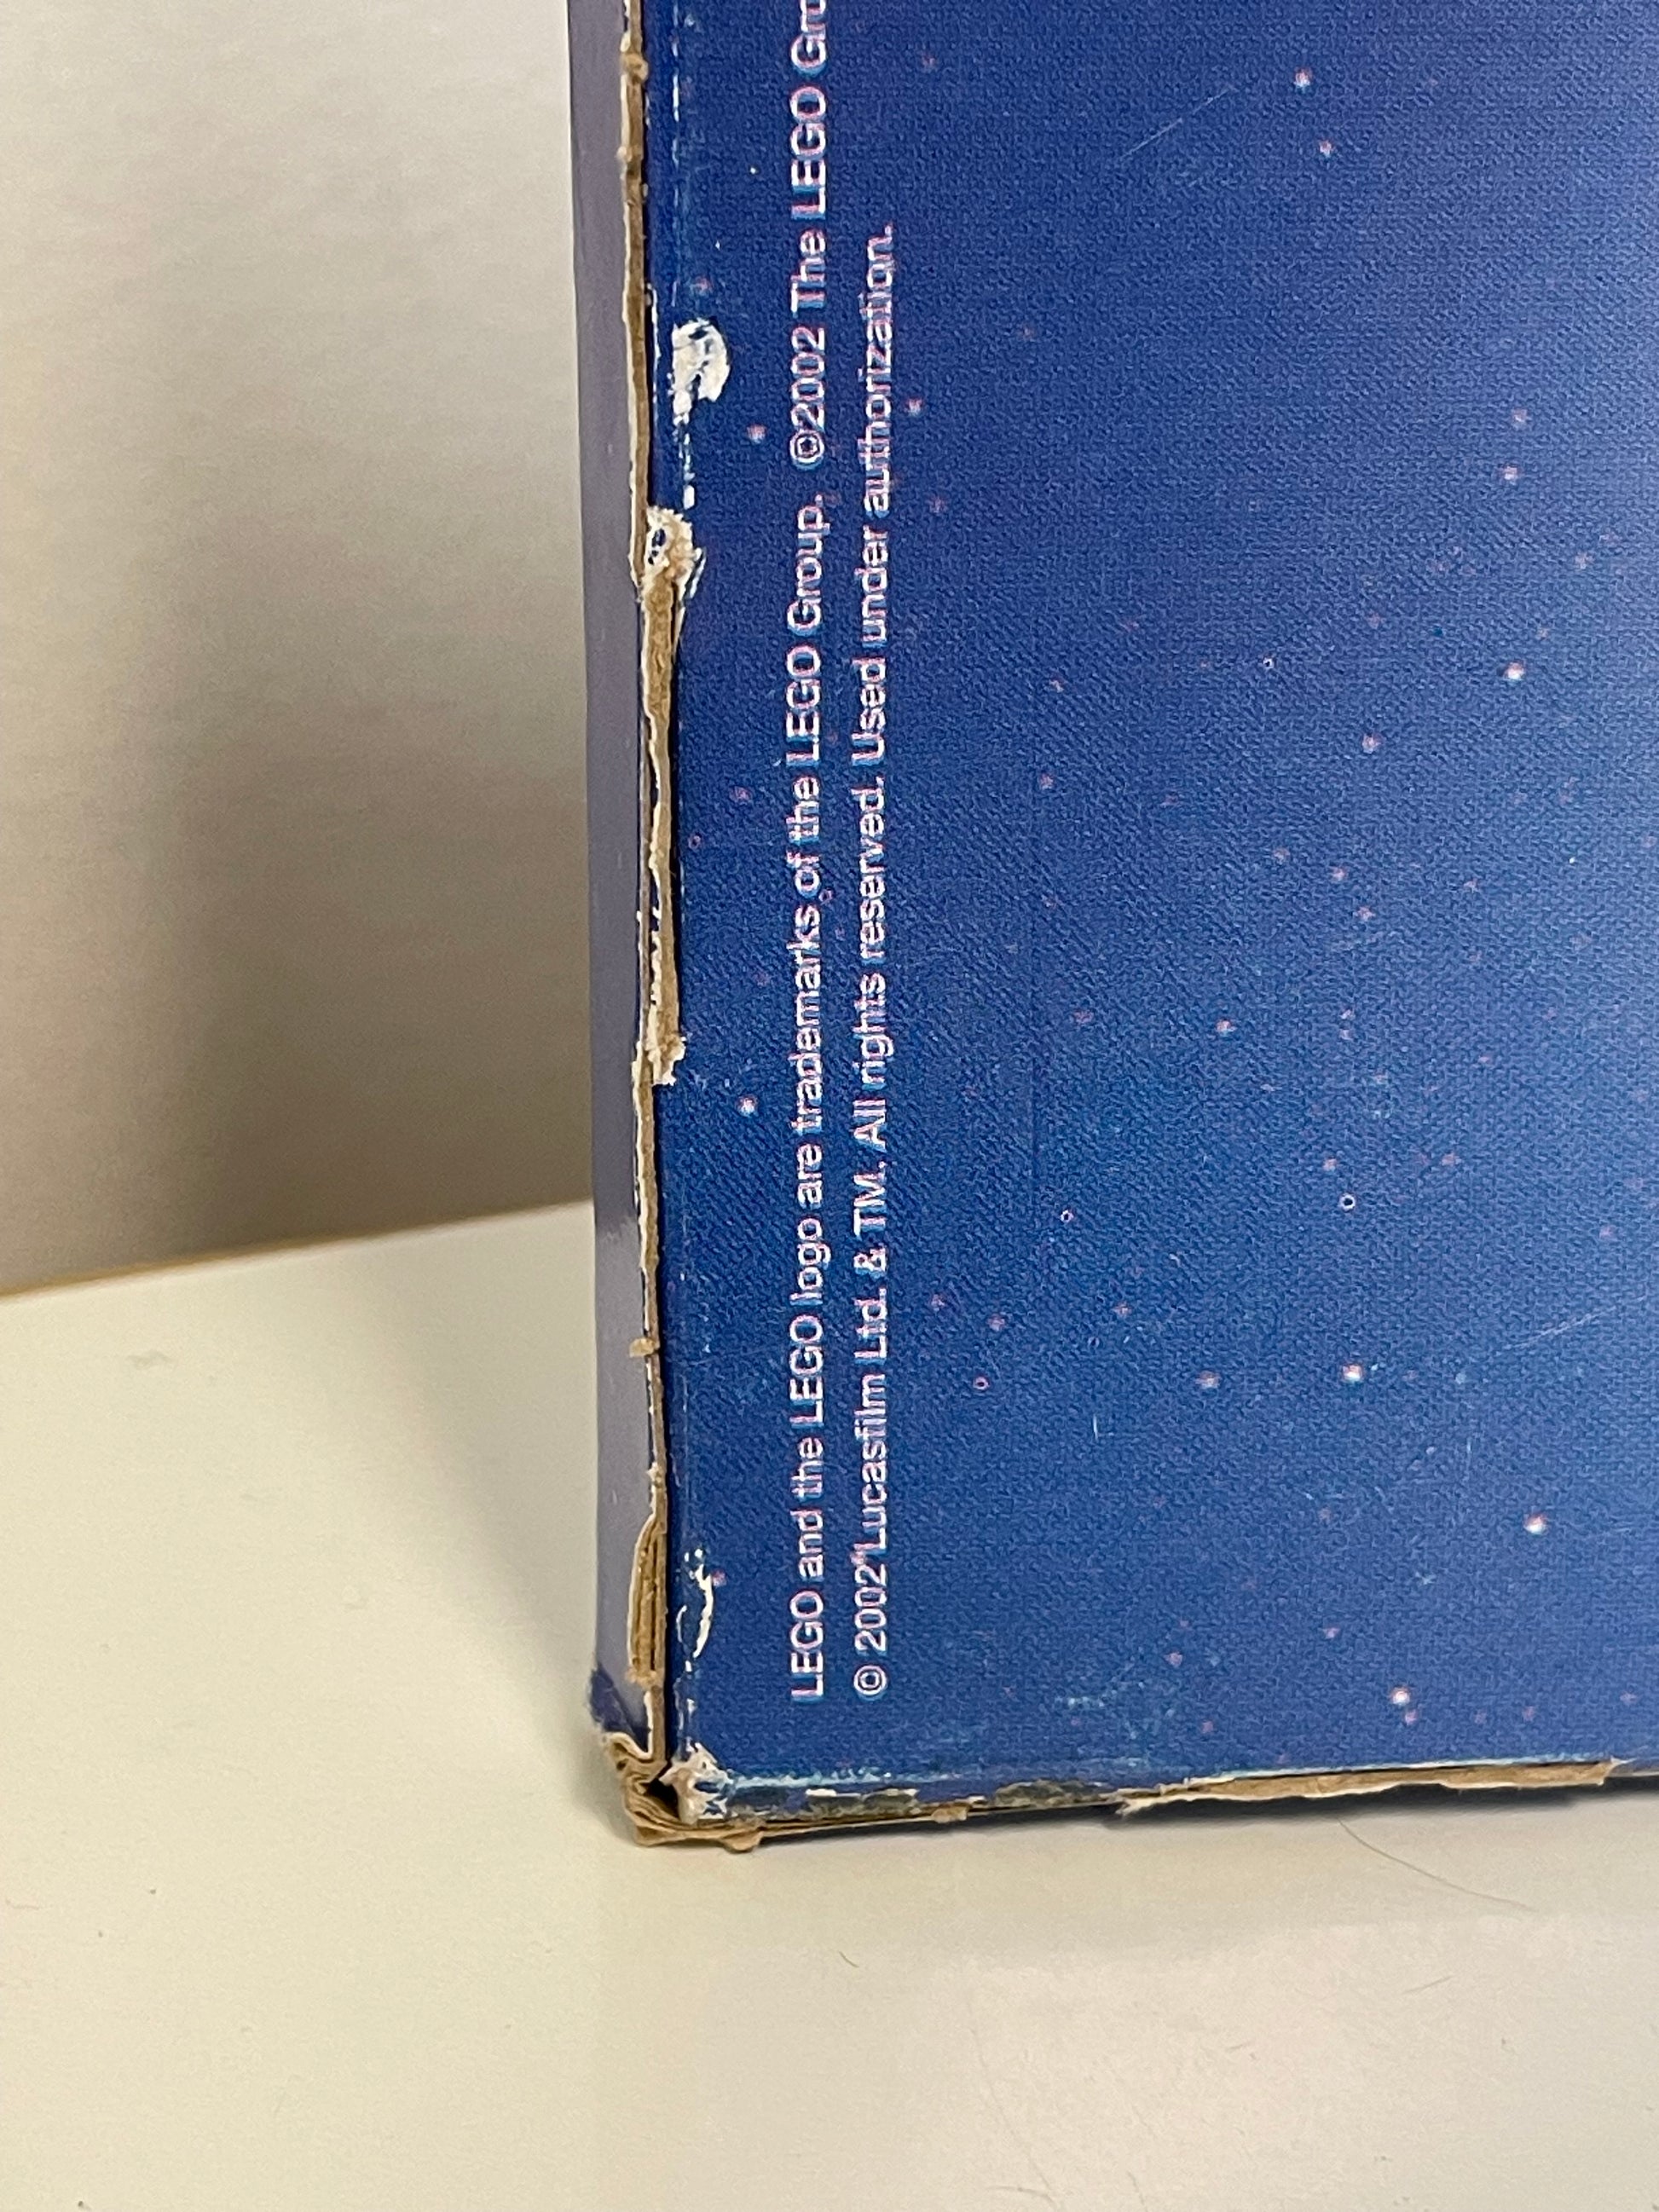 LEGO and the LEGO logo are trademarks of the LEGO Group. ©2002 The LEGO
© 2002 Lucasfilm Ltd. & TM. All rights reserved. Used under authorization.